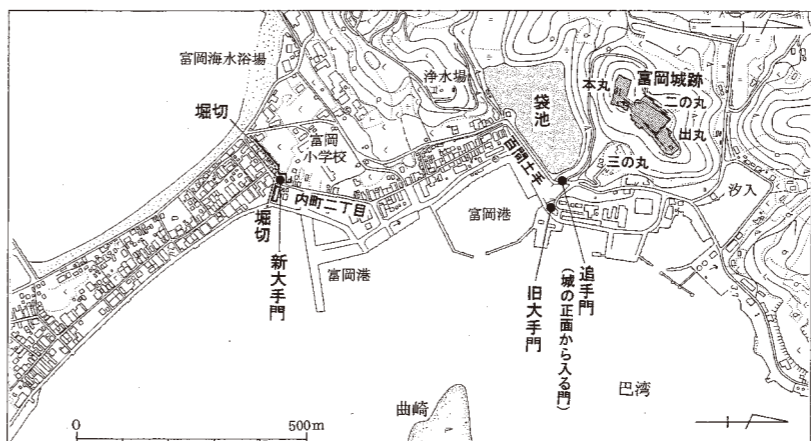 富岡海水浴場
浄水場
富岡城跡
本丸
二の丸
出丸
袋池
堀切
富岡
小学校
百間土手
三の丸
汐入
内町二丁目
富岡港
堀切
新大手門
富岡港
旧大手門
追手門
(城の正面から入る門)
曲崎
巴湾
0
500m